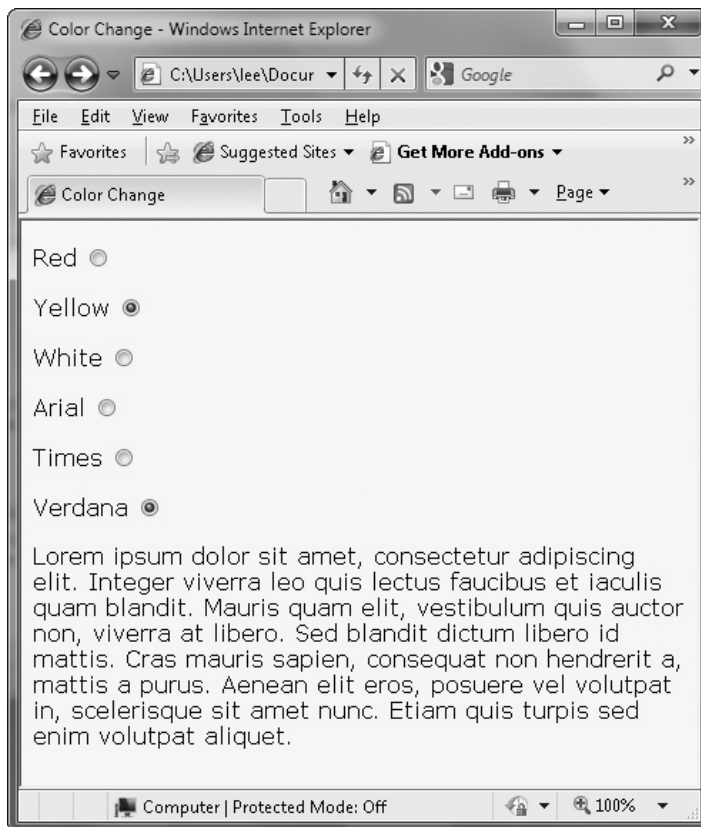 Color Change - Windows Internet Explorer
C:\Users\lee\Docur
Google
File Edit View Favorites Tools Help
Favorites Suggested Sites Get More Add-ons »
Color Change Page »
Red
Yellow
White
Arial
Times
Verdana
Lorem ipsum dolor sit amet, consectetur adipiscing
elit. Integer viverra leo quis lectus faucibus et iaculis
quam blandit. Mauris quam elit, vestibulum quis auctor
non, viverra at libero. Sed blandit dictum libero id
mattis. Cras mauris sapien, consequat non hendrerit a,
mattis a purus. Aenean elit eros, posuere vel volutpat
in, scelerisque sit amet nunc. Etiam quis turpis sed
enim volutpat aliquet.
Computer | Protected Mode: Off 100%